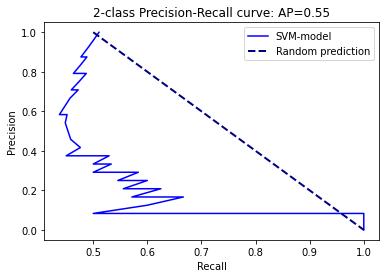 2-class Precision-Recall curve: AP=0.55
SVM-model
Random prediction
Precision
1.0
0.8
0.6
0.4
0.2
0.0
0.5
0.6
0.7
0.8
0.9
1.0
Recall